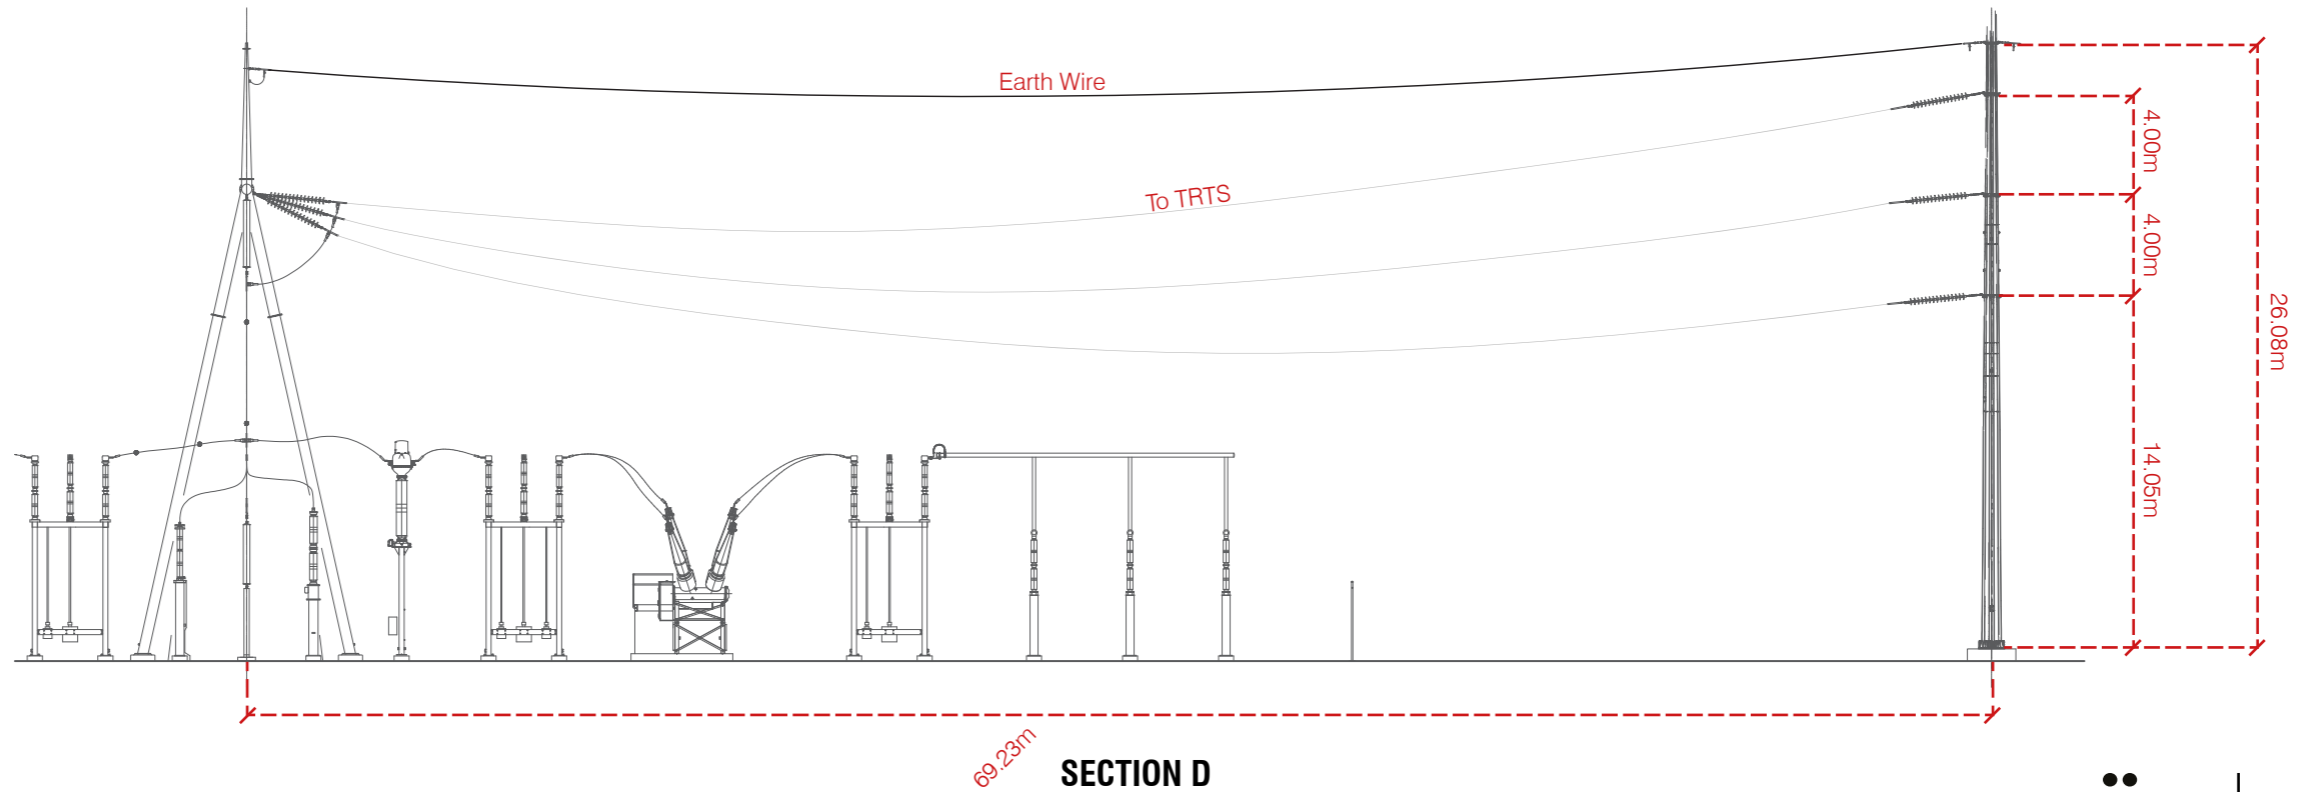 Earth Wire
4.00m
To TRTS
4.00m
26.08m
14.05m
69.23m
SECTION D